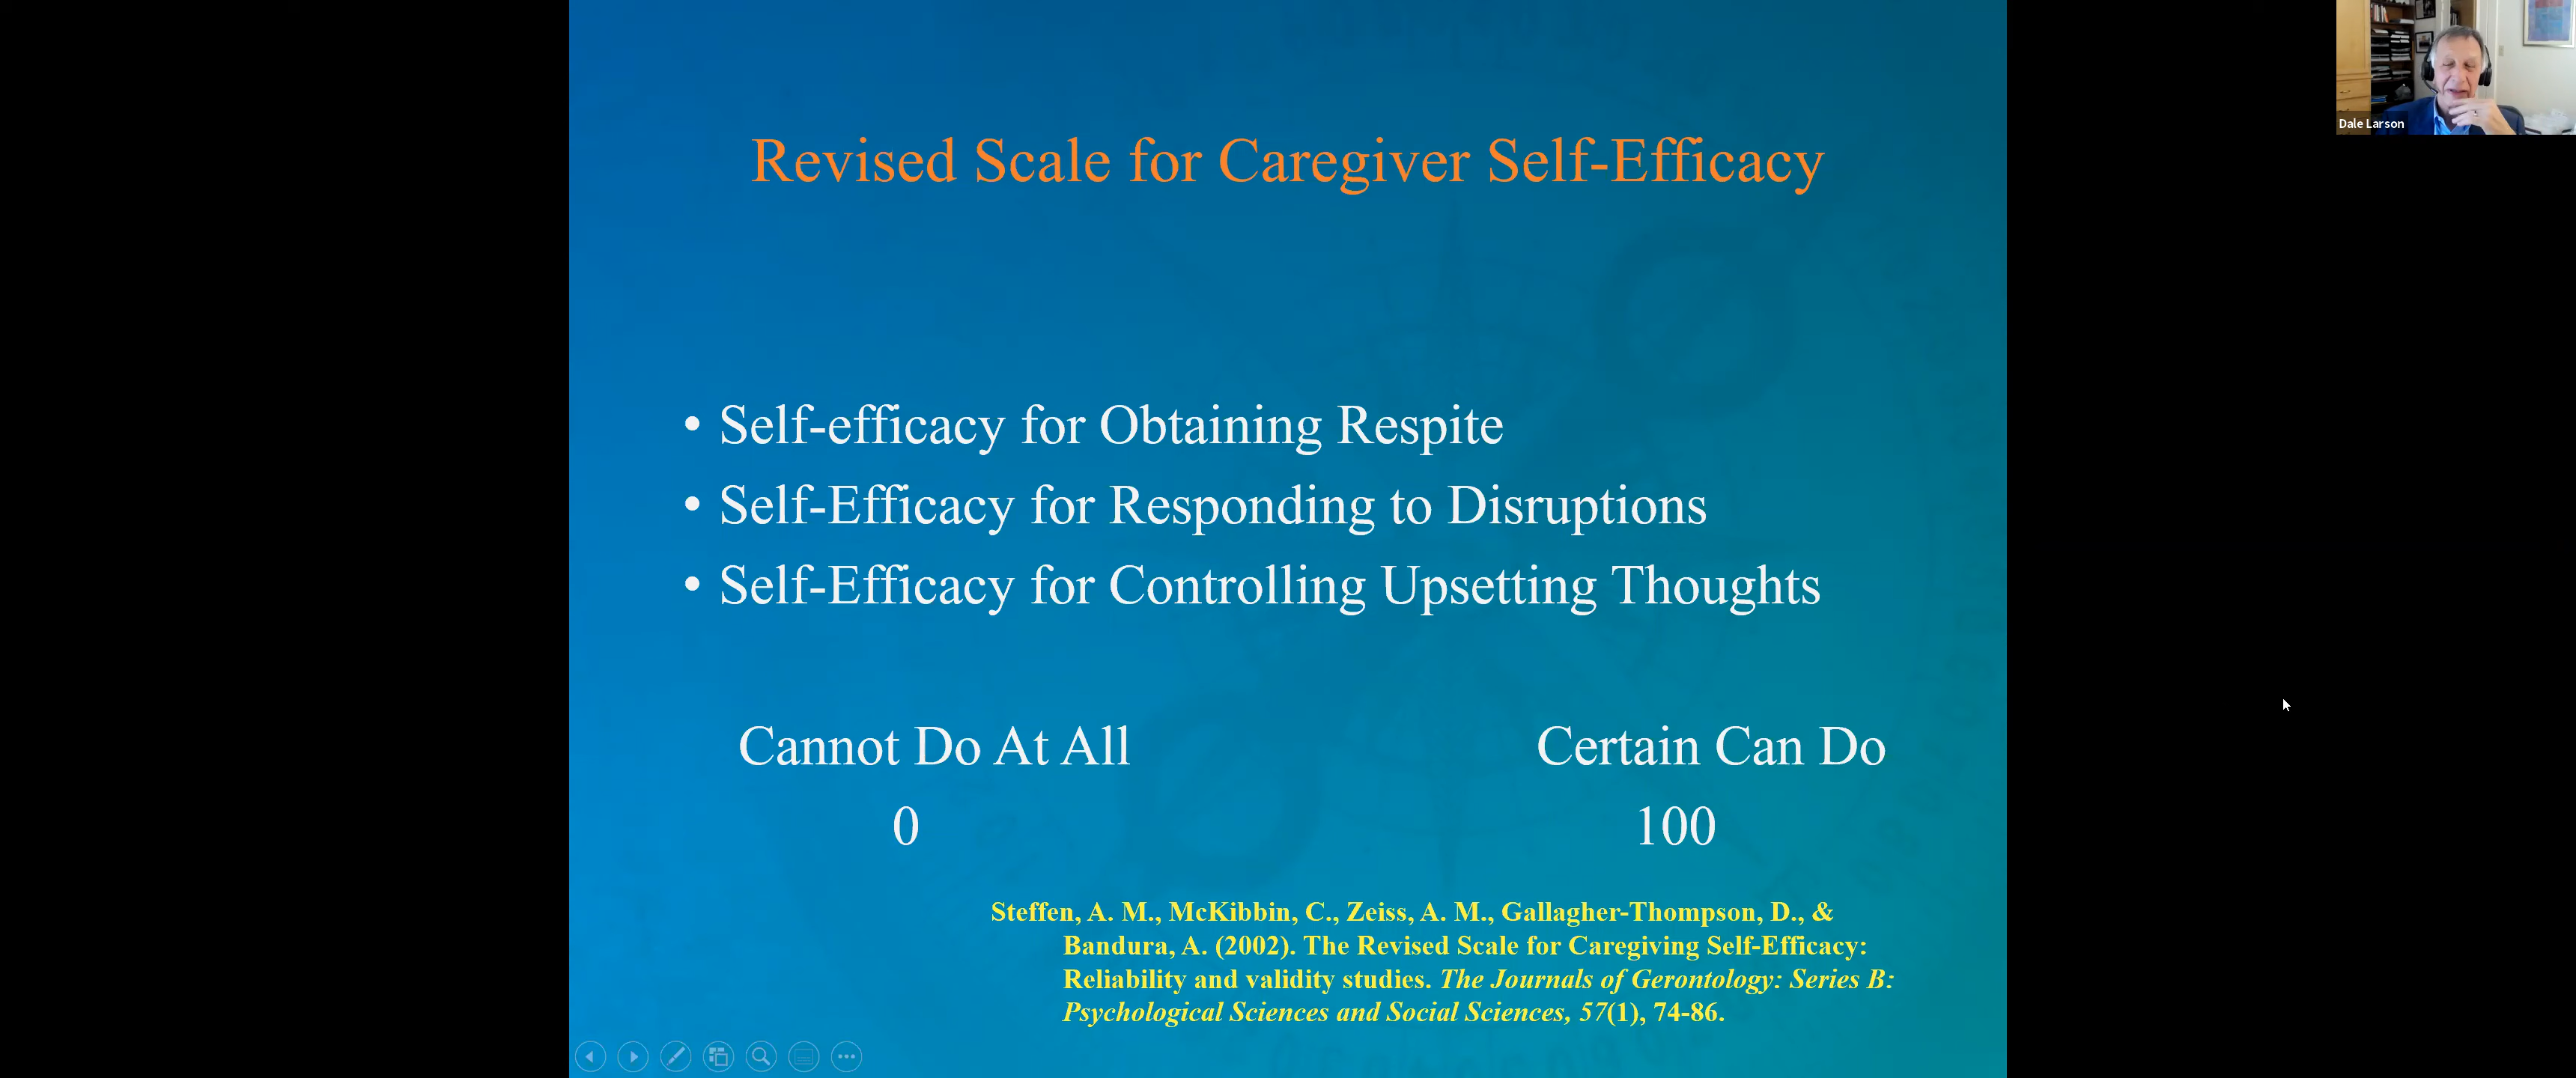 Dale Larson
Revised Scale for Caregiver Self-Efficacy
• Self-efficacy for Obtaining Respite
• Self-Efficacy for Responding to Disruptions
• Self-Efficacy for Controlling Upsetting Thoughts
Cannot Do At All Certain Can Do
0 100
Steffen, A. M., McKibbin, C., Zeiss, A. M., Gallagher-Thompson, D., &
Bandura, A. (2002). The Revised Scale for Caregiving Self-Efficacy:
Reliability and validity studies. The Journals of Gerontology: Series B:
Psychological Sciences and Social Sciences, 57(1), 74-86.